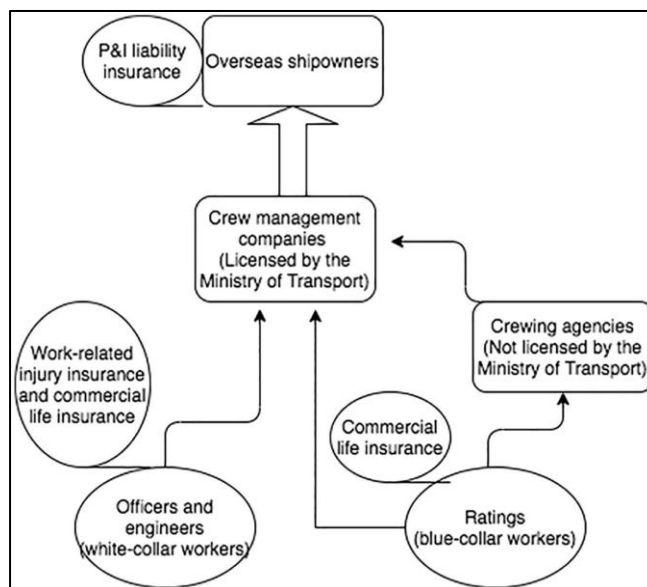 P&I liability
insurance
Overseas shipowners
Crew management
companies
(Licensed by the
Ministry of Transport)
Crewing agencies
(Not licensed by the
Ministry of Transport)
Work-related
injury insurance
and commercial
life insurance
Commercial
life insurance
Officers and
engineers
(white-collar workers)
Ratings
(blue-collar workers)